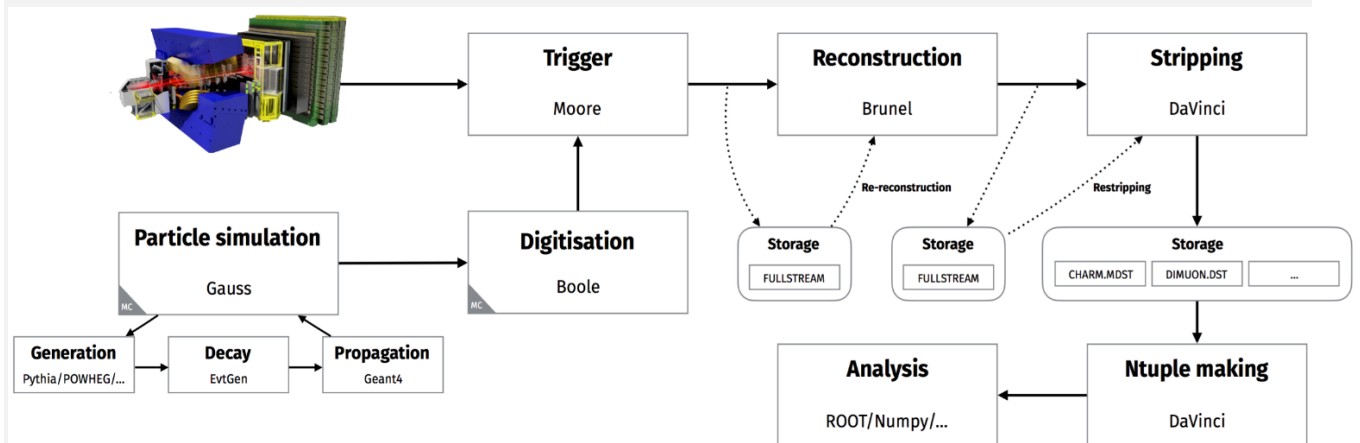 Trigger
Moore
Reconstruction
Brunel
Stripping
DaVinci
Re-reconstruction
Restripping
Particle simulation
Gauss
MC
Digitisation
Boole
MC
Storage
FULLSTREAM
Storage
FULLSTREAM
Storage
CHARM.MDST DIMUON.DST ...
Generation
Pythia/POWHEG/...
Decay
EvtGen
Propagation
Geant4
Analysis
ROOT/Numpy/...
Ntuple making
DaVinci